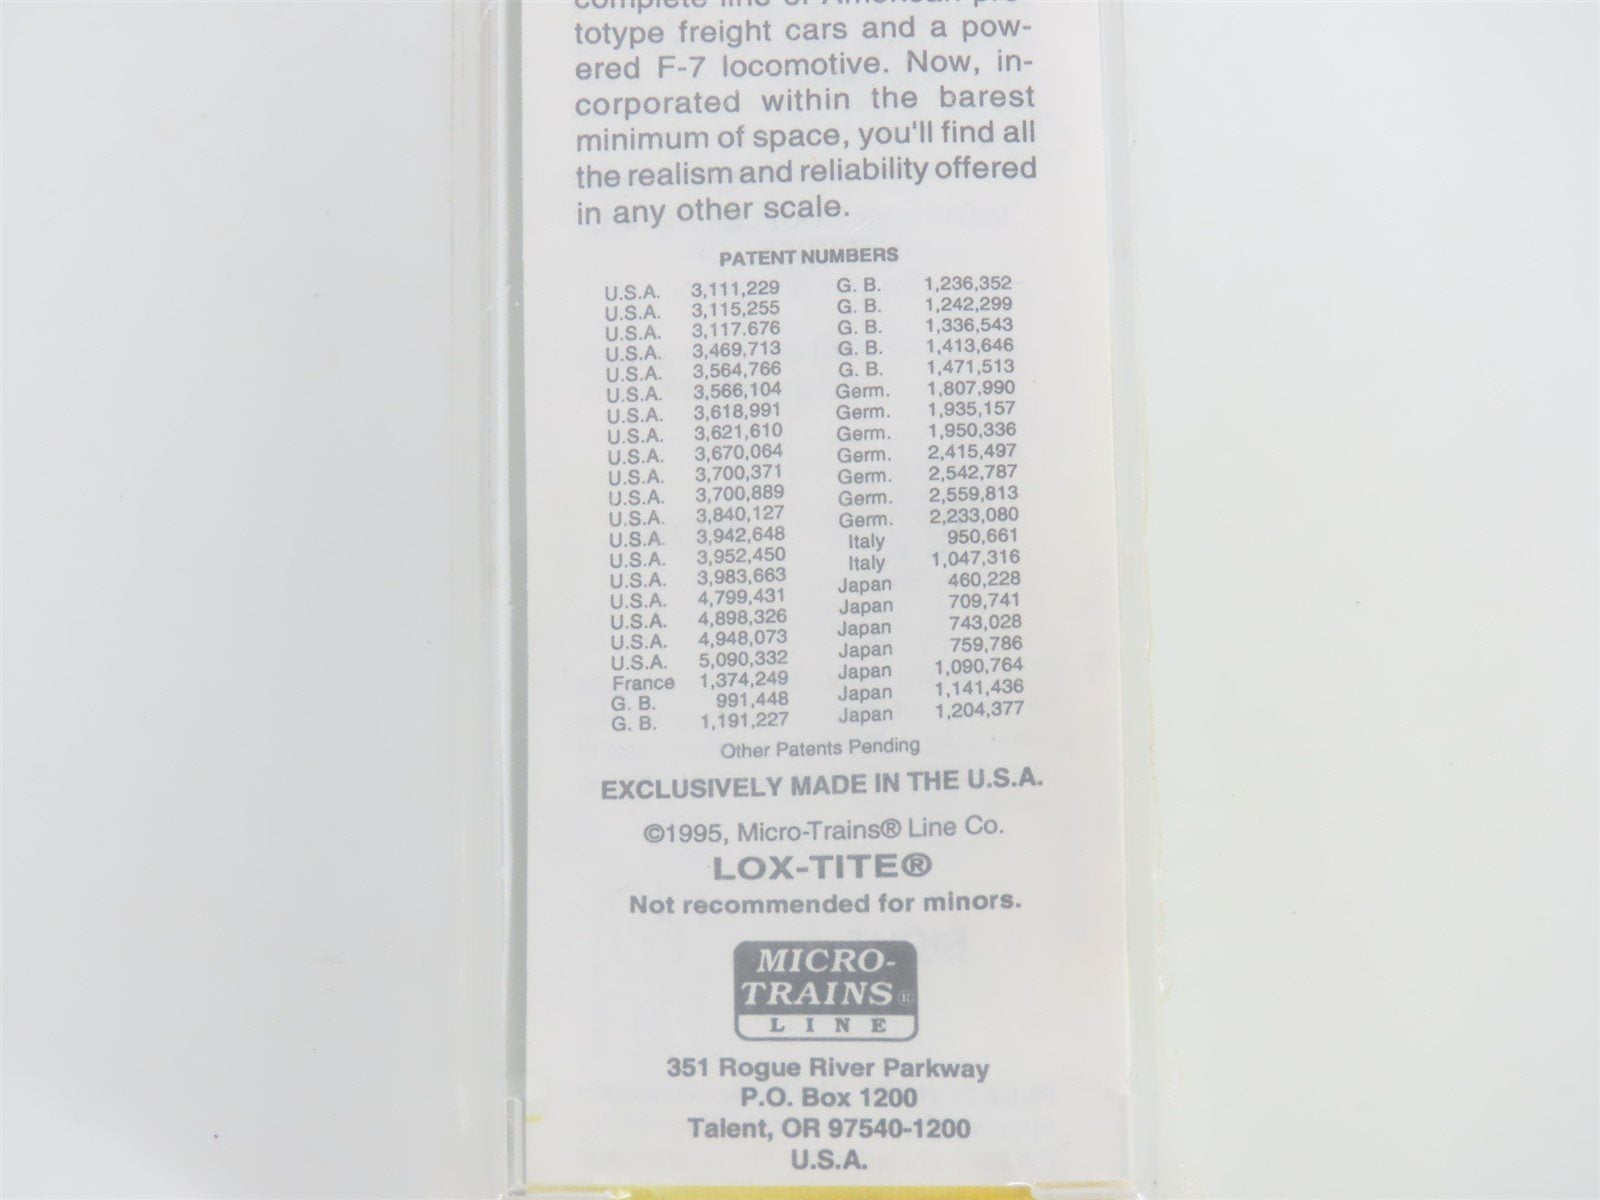 complete line of American pro-
totype freight cars and a pow-
ered F-7 locomotive. Now, in-
corporated within the barest
minimum of space, you'll find all
the realism and reliability offered
in any other scale.
PATENT NUMBERS
U.S.A. 3,111,229
U.S.A. 3,115,255
U.S.A. 3,117.676
U.S.A. 3,469,713
U.S.A. 3,564,766
U.S.A. 3,566,104
U.S.A. 3,618,991
U.S.A. 3,621,610
U.S.A. 3,670,064
U.S.A. 3,700,371
U.S.A. 3,700,889
U.S.A. 3,840,127
U.S.A. 3,942,648
U.S.A. 3,952,450
U.S.A. 3,983,663
U.S.A. 4,799,431
U.S.A. 4,898,326
U.S.A. 4,948,073
U.S.A. 5,090,332
France 1,374,249
G. B. 991,448
G. B. 1,191,227
G. B. 1,236,352
G. B. 1,242,299
G. B. 1,336,543
G. B. 1,413,646
G. B. 1,471,513
Germ. 1,807,990
Germ. 1,935,157
Germ. 1,950,336
Germ. 2,415,497
Germ. 2,542,787
Germ. 2,559,813
Germ. 2,233,080
Italy 950,661
Italy 1,047,316
Japan 460,228
Japan 709,741
Japan 743,028
Japan 759,786
Japan 1,090,764
Japan 1,141,436
Japan 1,204,377
Other Patents Pending
EXCLUSIVELY MADE IN THE U.S.A.
©1995, Micro-Trains® Line Co.
LOX-TITE®
Not recommended for minors.
MICRO-
TRAINS®
LINE
351 Rogue River Parkway
P.O. Box 1200
Talent, OR 97540-1200
U.S.A.